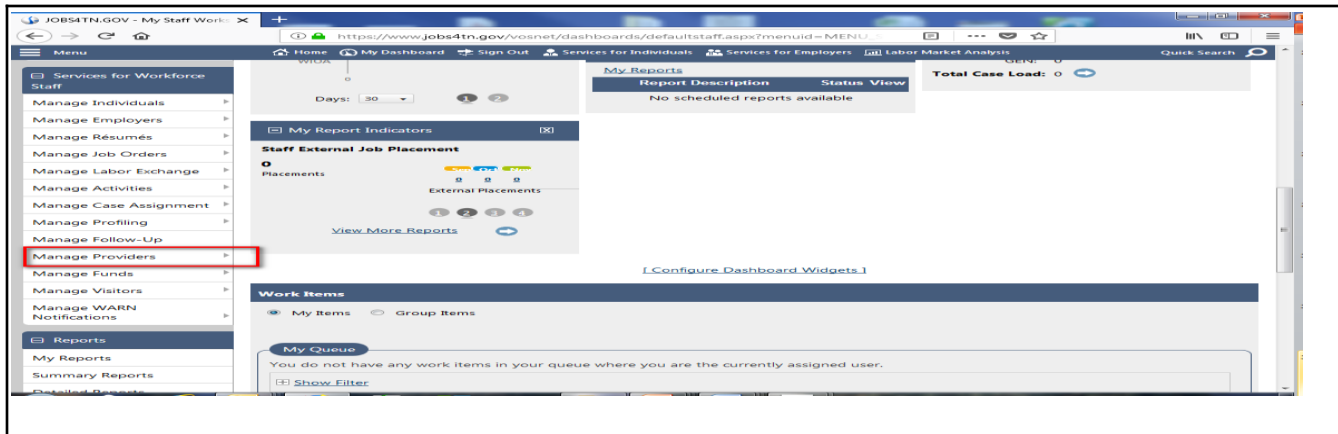 JOBS4TN.GOV - My Staff Works
https://www.jobs4tn.gov/vosnet/dashboards/defaultstaff.aspx?menuid=MENU_
Menu
Home My Dashboard Sign Out Services for Individuals Services for Employers Labor Market Analysis
Quick Search
Services for Workforce
Staff
Manage Individuals
Manage Employers
Manage Résumés
Manage Job Orders
Manage Labor Exchange
Manage Activities
Manage Case Assignment
Manage Profiling
Manage Follow-Up
Manage Providers
Manage Funds
Manage Visitors
Manage WARN
Notifications
Reports
My Reports
Summary Reports
Detailed Reports
WIOA
0
Days: 30
1 2
My Report Indicators
Staff External Job Placement
0
Placements
0 0 0
External Placements
1 2 3 4
View More Reports
My Reports
Report Description Status View
No scheduled reports available
GEN: 0
Total Case Load: 0
[ Configure Dashboard Widgets ]
Work Items
My Items Group Items
My Queue
You do not have any work items in your queue where you are the currently assigned user.
Show Filter